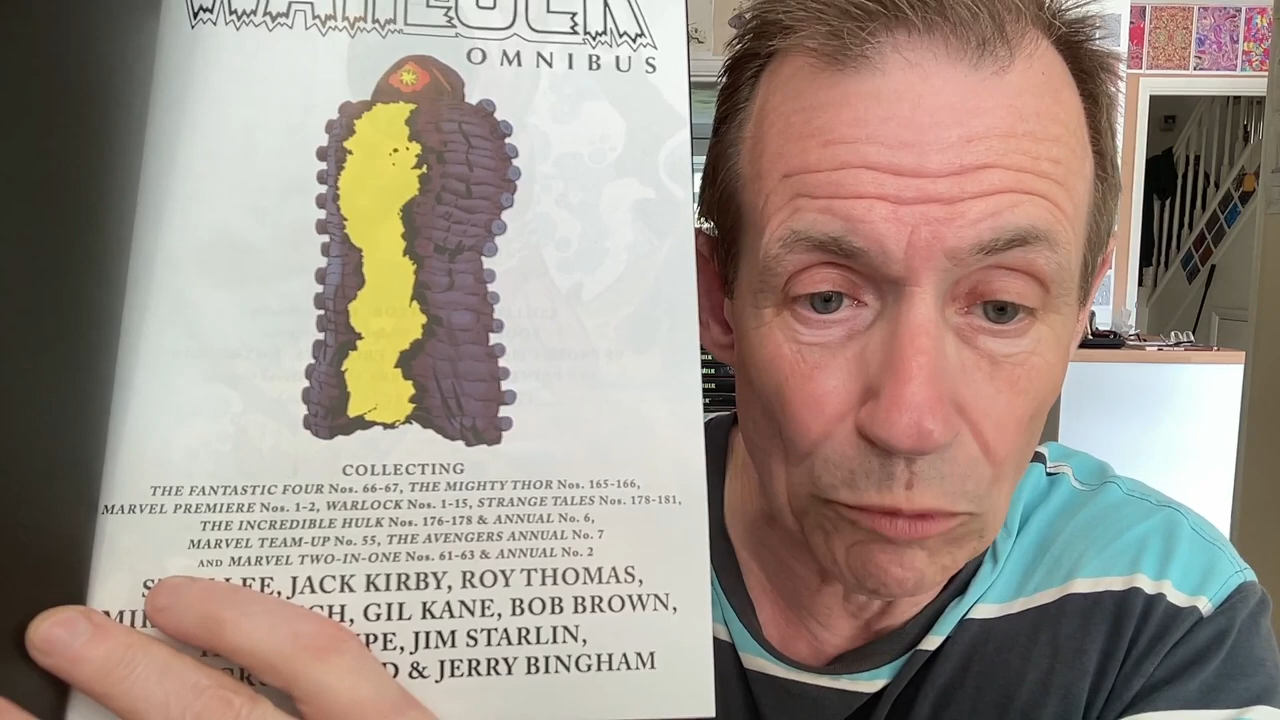 WARLOCK
OMNIBUS
COLLECTING
THE FANTASTIC FOUR Nos. 66-67, THE MIGHTY THOR Nos. 165-166,
MARVEL PREMIERE Nos. 1-2, WARLOCK Nos. 1-15, STRANGE TALES Nos. 178-181,
THE INCREDIBLE HULK Nos. 176-178 & ANNUAL No. 6,
MARVEL TEAM-UP No. 55, THE AVENGERS ANNUAL No. 7
AND MARVEL TWO-IN-ONE Nos. 61-63 & ANNUAL No. 2
LEE, JACK KIRBY, ROY THOMAS,
GIL KANE, BOB BROWN,
JIM STARLIN,
& JERRY BINGHAM
HULK